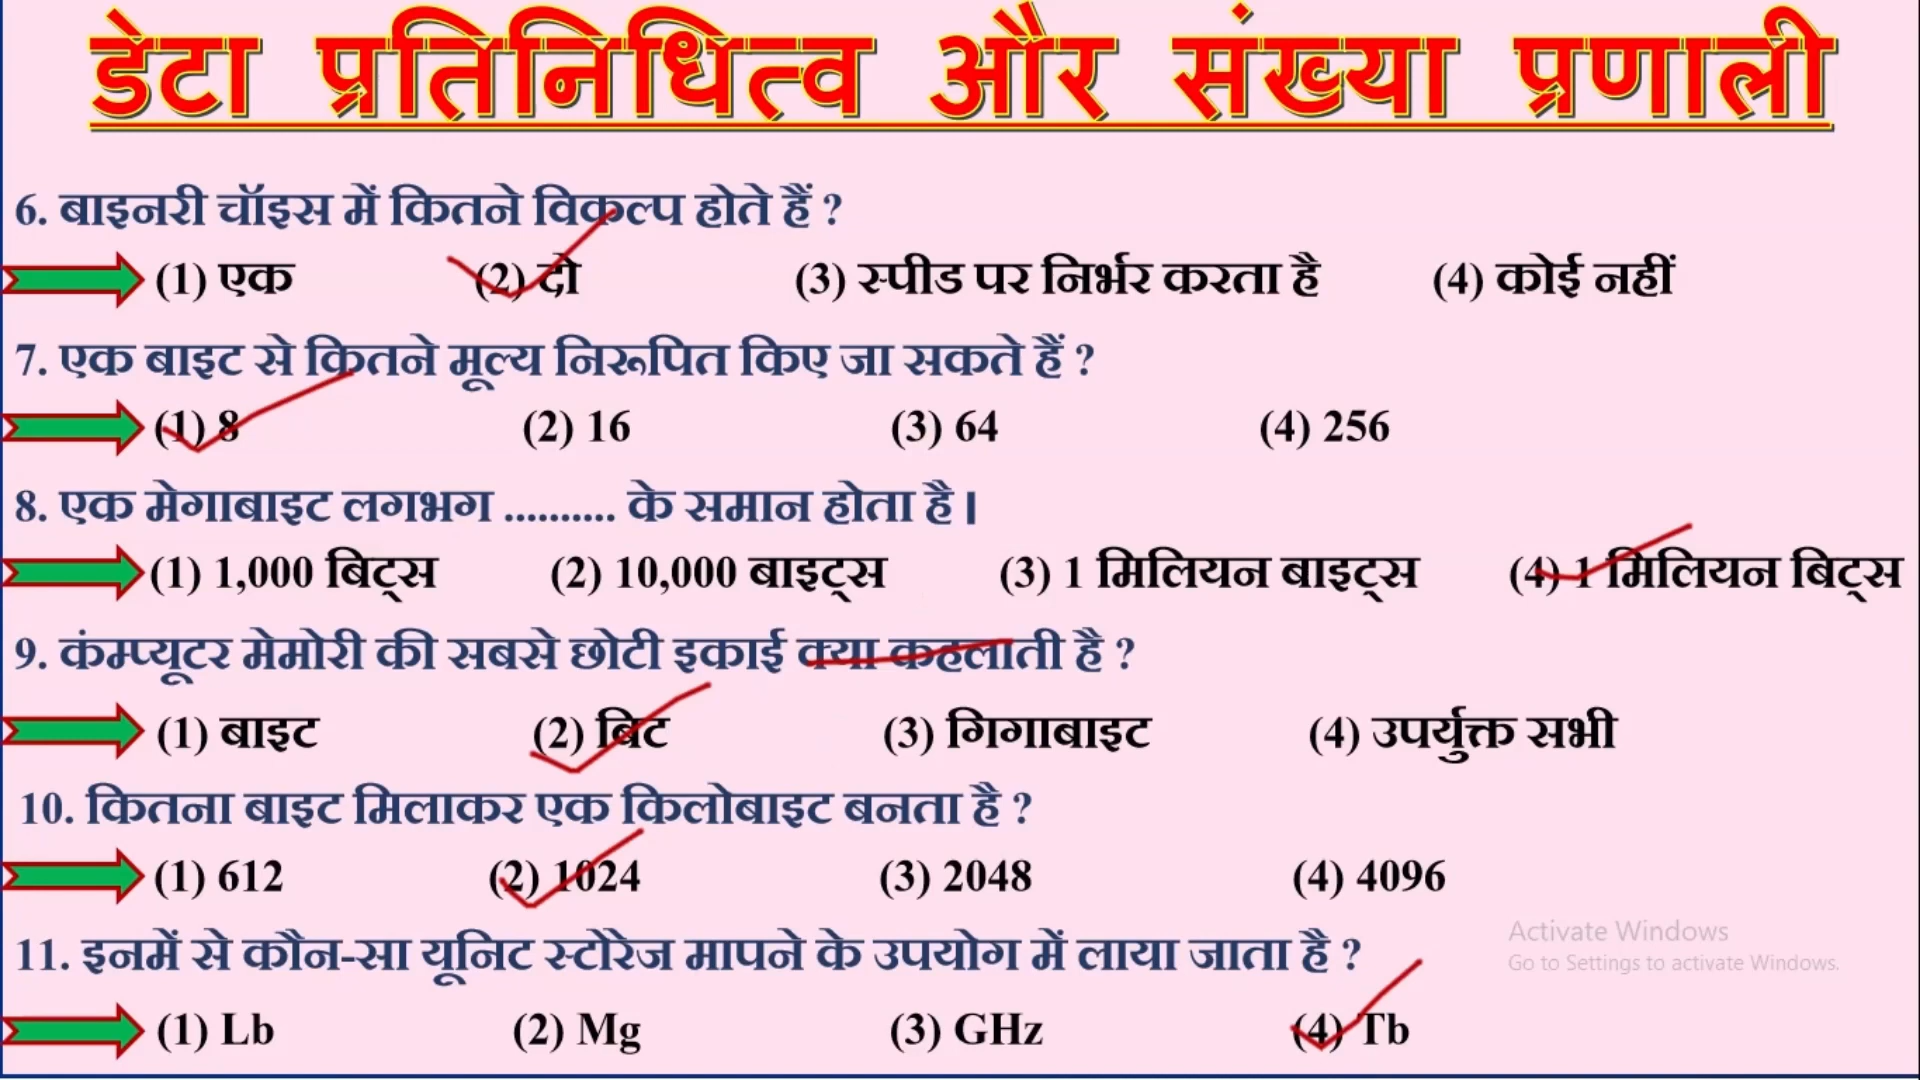 डेटा प्रतिनिधित्व और संख्या प्रणाली
6. बाइनरी चॉइस में कितने विकल्प होते हैं ?
(1) एक (2) दो (3) स्पीड पर निर्भर करता है (4) कोई नहीं
7. एक बाइट से कितने मूल्य निरूपित किए जा सकते हैं ?
(1) 8 (2) 16 (3) 64 (4) 256
8. एक मेगाबाइट लगभग .......... के समान होता है।
(1) 1,000 बिट्स (2) 10,000 बाइट्स (3) 1 मिलियन बाइट्स (4) 1 मिलियन बिट्स
9. कंम्प्यूटर मेमोरी की सबसे छोटी इकाई क्या कहलाती है ?
(1) बाइट (2) बिट (3) गिगाबाइट (4) उपर्युक्त सभी
10. कितना बाइट मिलाकर एक किलोबाइट बनता है ?
(1) 612 (2) 1024 (3) 2048 (4) 4096
11. इनमें से कौन-सा यूनिट स्टोरेज मापने के उपयोग में लाया जाता है ?
(1) Lb (2) Mg (3) GHz (4) Tb
Activate Windows
Go to Settings to activate Windows.